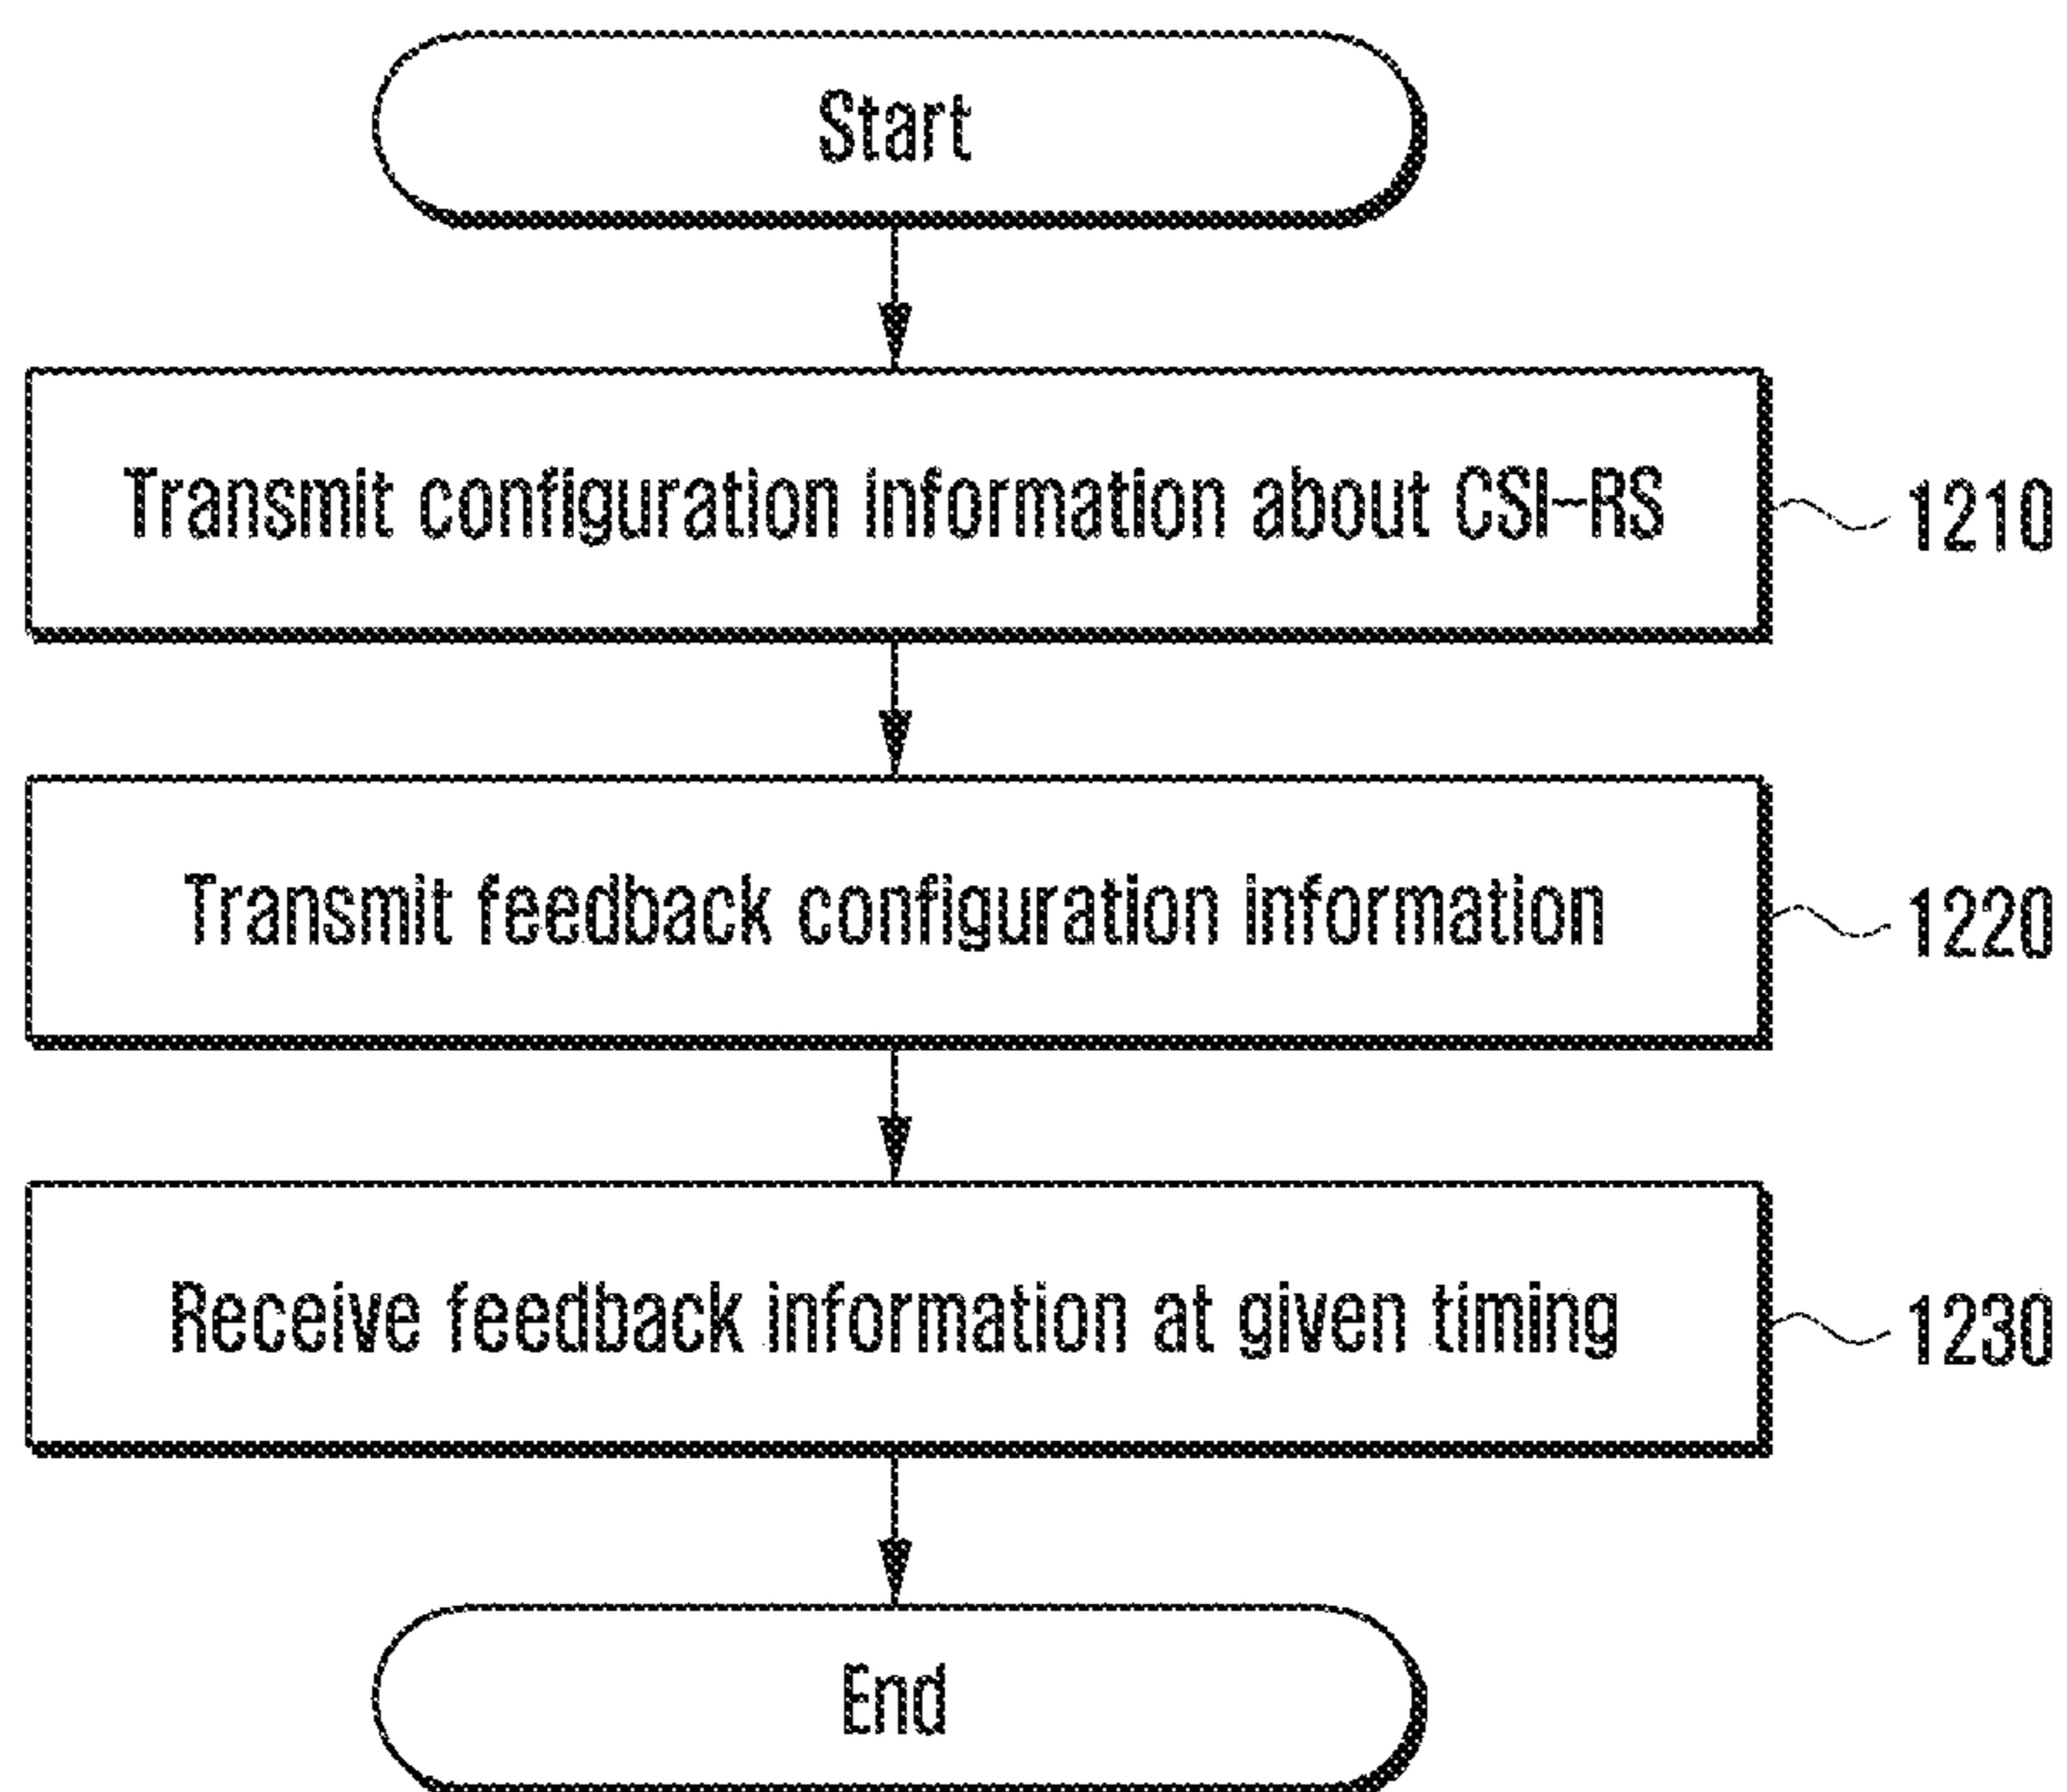 Start
Transmit configuration information about CSI-RS
1210
Transmit feedback configuration information
1220
Receive feedback information at given timing
1230
End